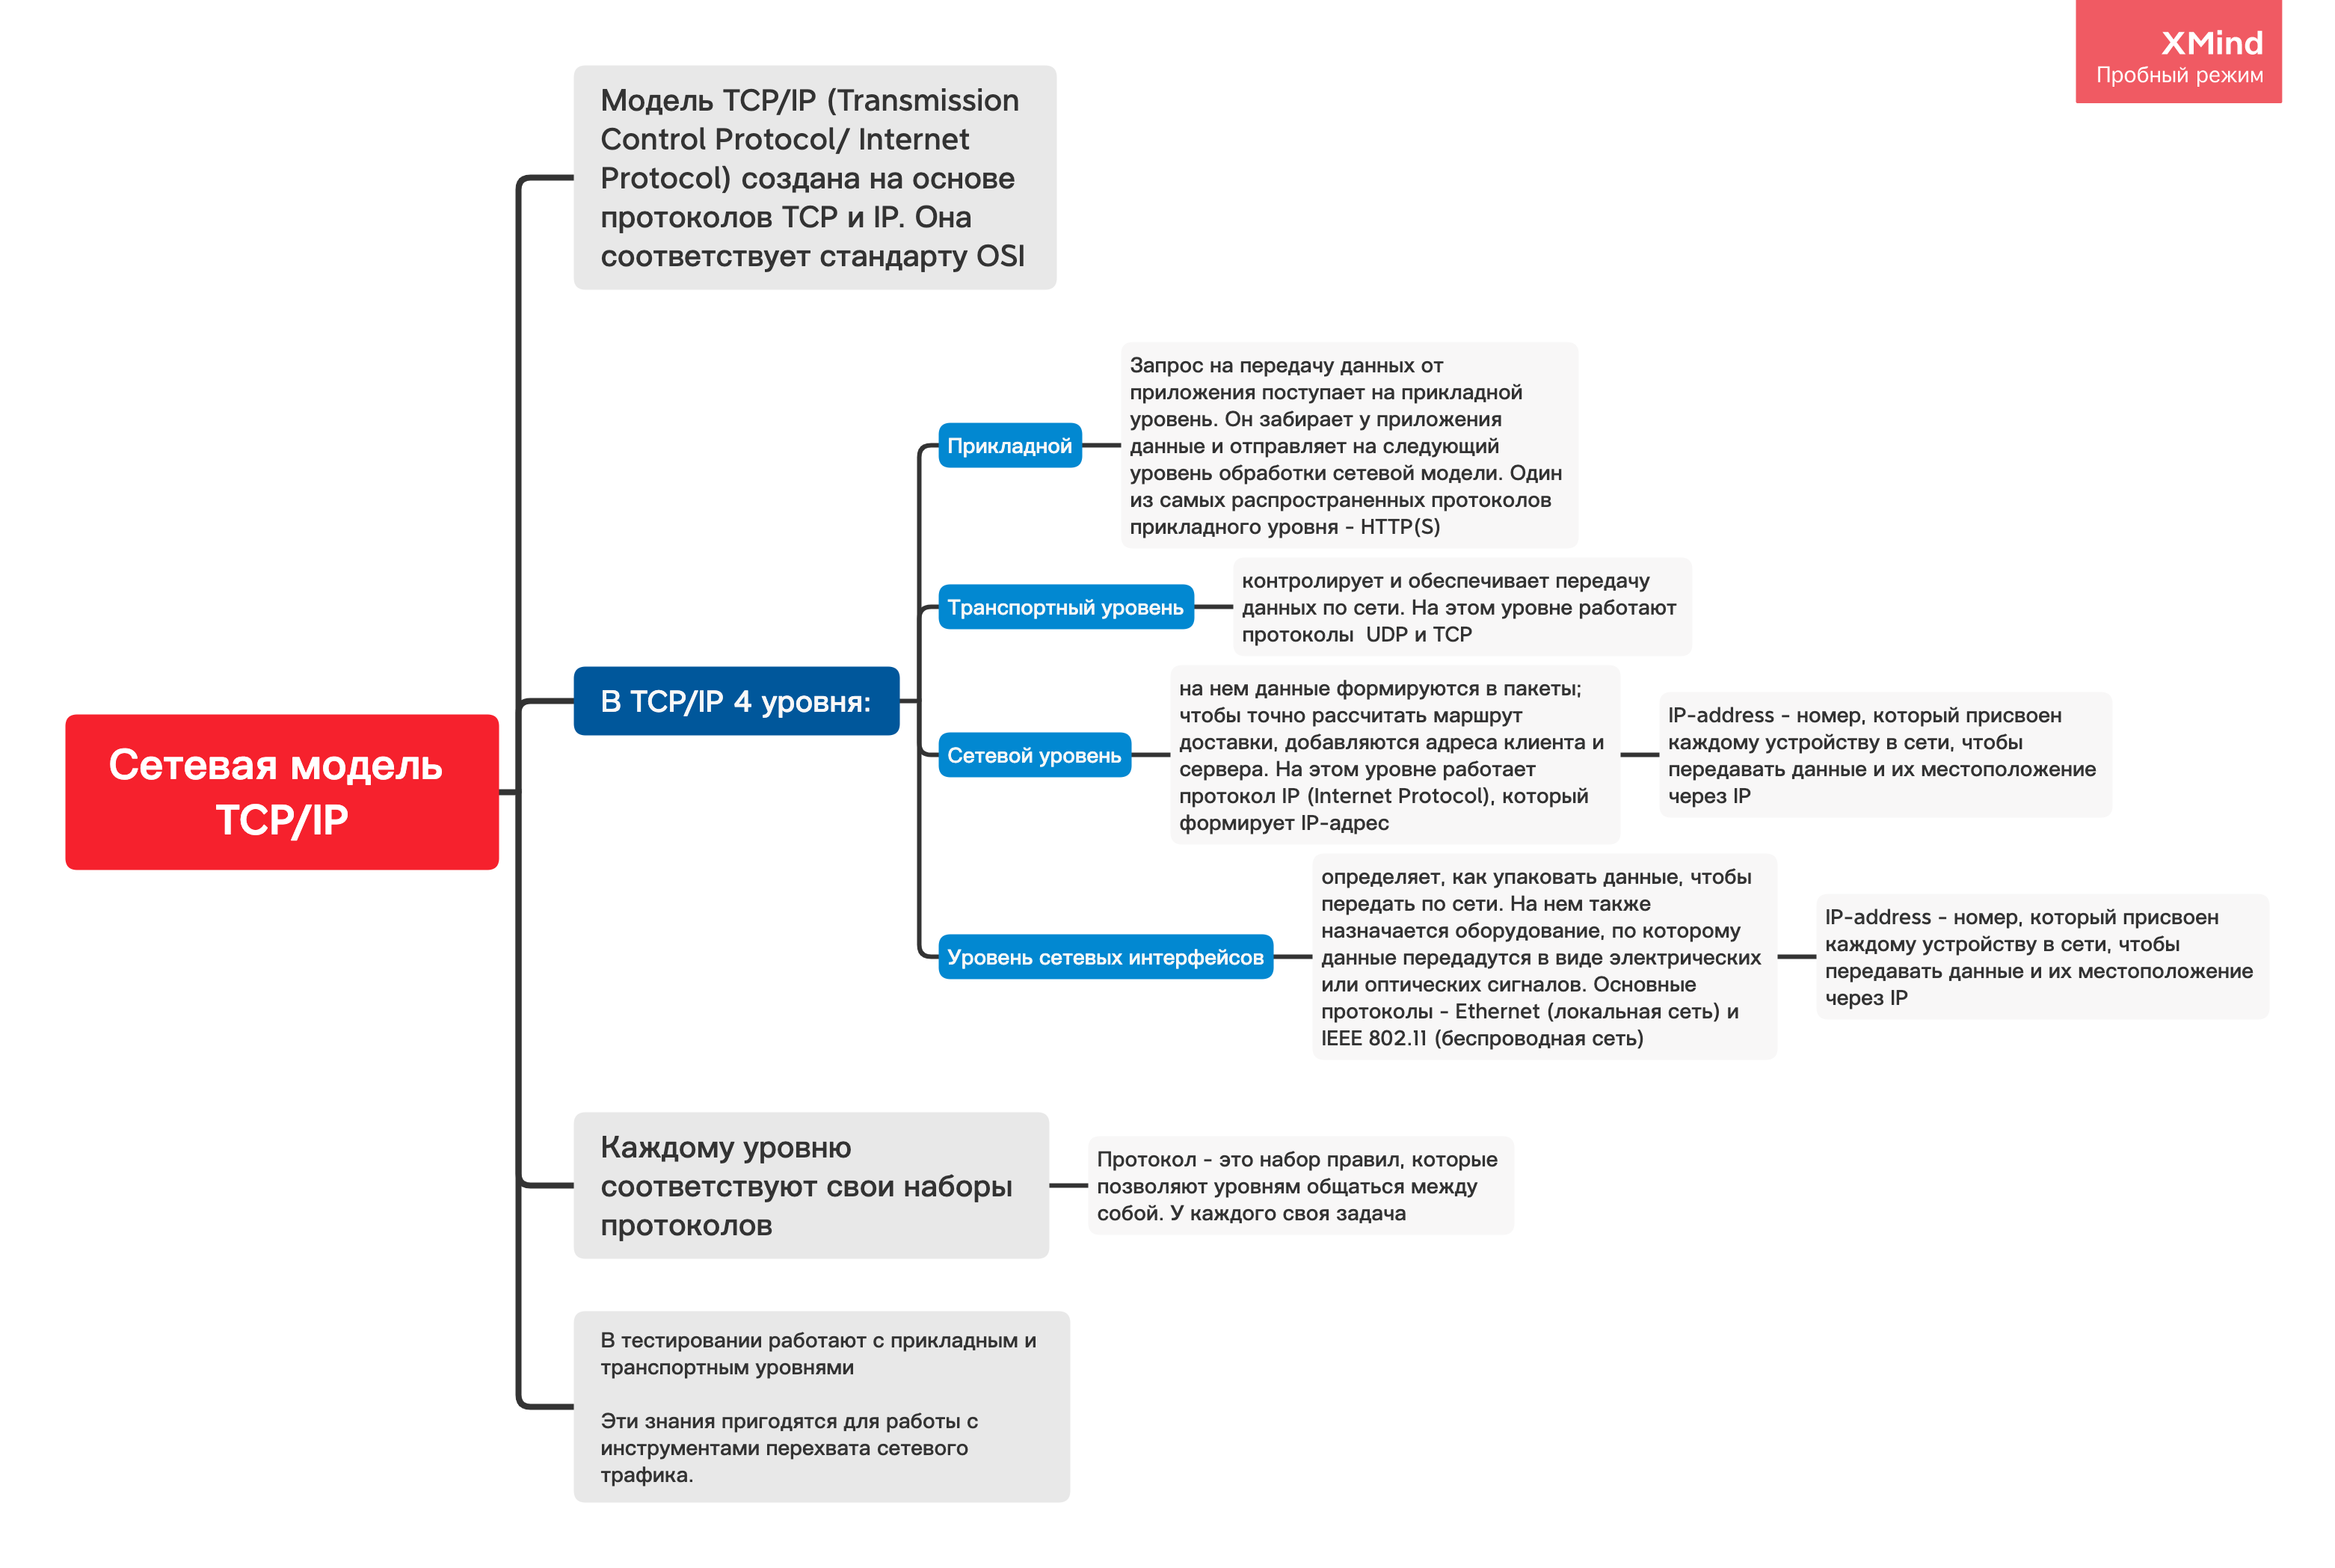 XMind
Пробный режим
Модель TCP/IP (Transmission
Control Protocol/ Internet
Protocol) создана на основе
протоколов TCP и IP. Она
соответствует стандарту OSI
Запрос на передачу данных от
приложения поступает на прикладной
уровень. Он забирает у приложения
данные и отправляет на следующий
уровень обработки сетевой модели. Один
из самых распространенных протоколов
прикладного уровня - HTTP(S)
Прикладной
контролирует и обеспечивает передачу
данных по сети. На этом уровне работают
протоколы  UDP и TCP
Транспортный уровень
В TCP/IP 4 уровня:
на нем данные формируются в пакеты;
чтобы точно рассчитать маршрут
доставки, добавляются адреса клиента и
сервера. На этом уровне работает
протокол IP (Internet Protocol), который
формирует IP-адрес
Сетевой уровень
IP-address - номер, который присвоен
каждому устройству в сети, чтобы
передавать данные и их местоположение
через IP
Сетевая модель
TCP/IP
определяет, как упаковать данные, чтобы
передать по сети. На нем также
назначается оборудование, по которому
данные передадутся в виде электрических
или оптических сигналов. Основные
протоколы - Ethernet (локальная сеть) и
IEEE 802.11 (беспроводная сеть)
Уровень сетевых интерфейсов
IP-address - номер, который присвоен
каждому устройству в сети, чтобы
передавать данные и их местоположение
через IP
Каждому уровню
соответствуют свои наборы
протоколов
Протокол - это набор правил, которые
позволяют уровням общаться между
собой. У каждого своя задача
В тестировании работают с прикладным и
транспортным уровнями
Эти знания пригодятся для работы с
инструментами перехвата сетевого
трафика.